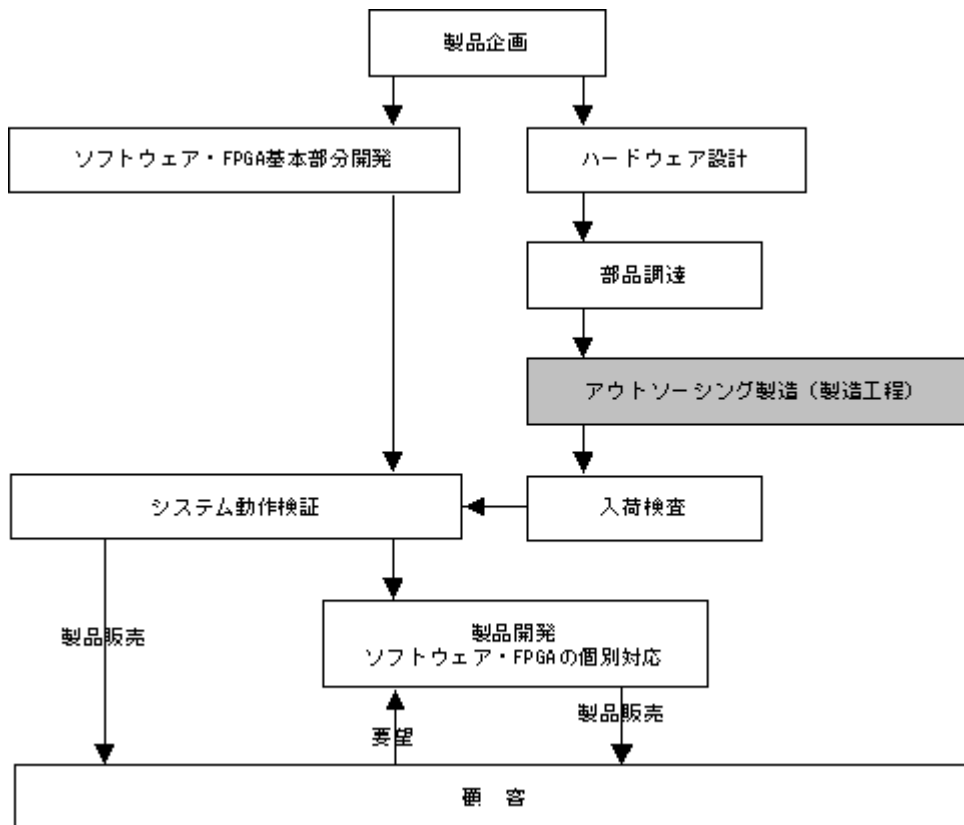 製品企画
ソフトウェア・FPGA基本部分開発
ハードウェア設計
部品調達
アウトソーシング製造（製造工程）
システム動作検証
入荷検査
製品販売
製品開発
ソフトウェア・FPGAの個別対応
要望
製品販売
顧　客